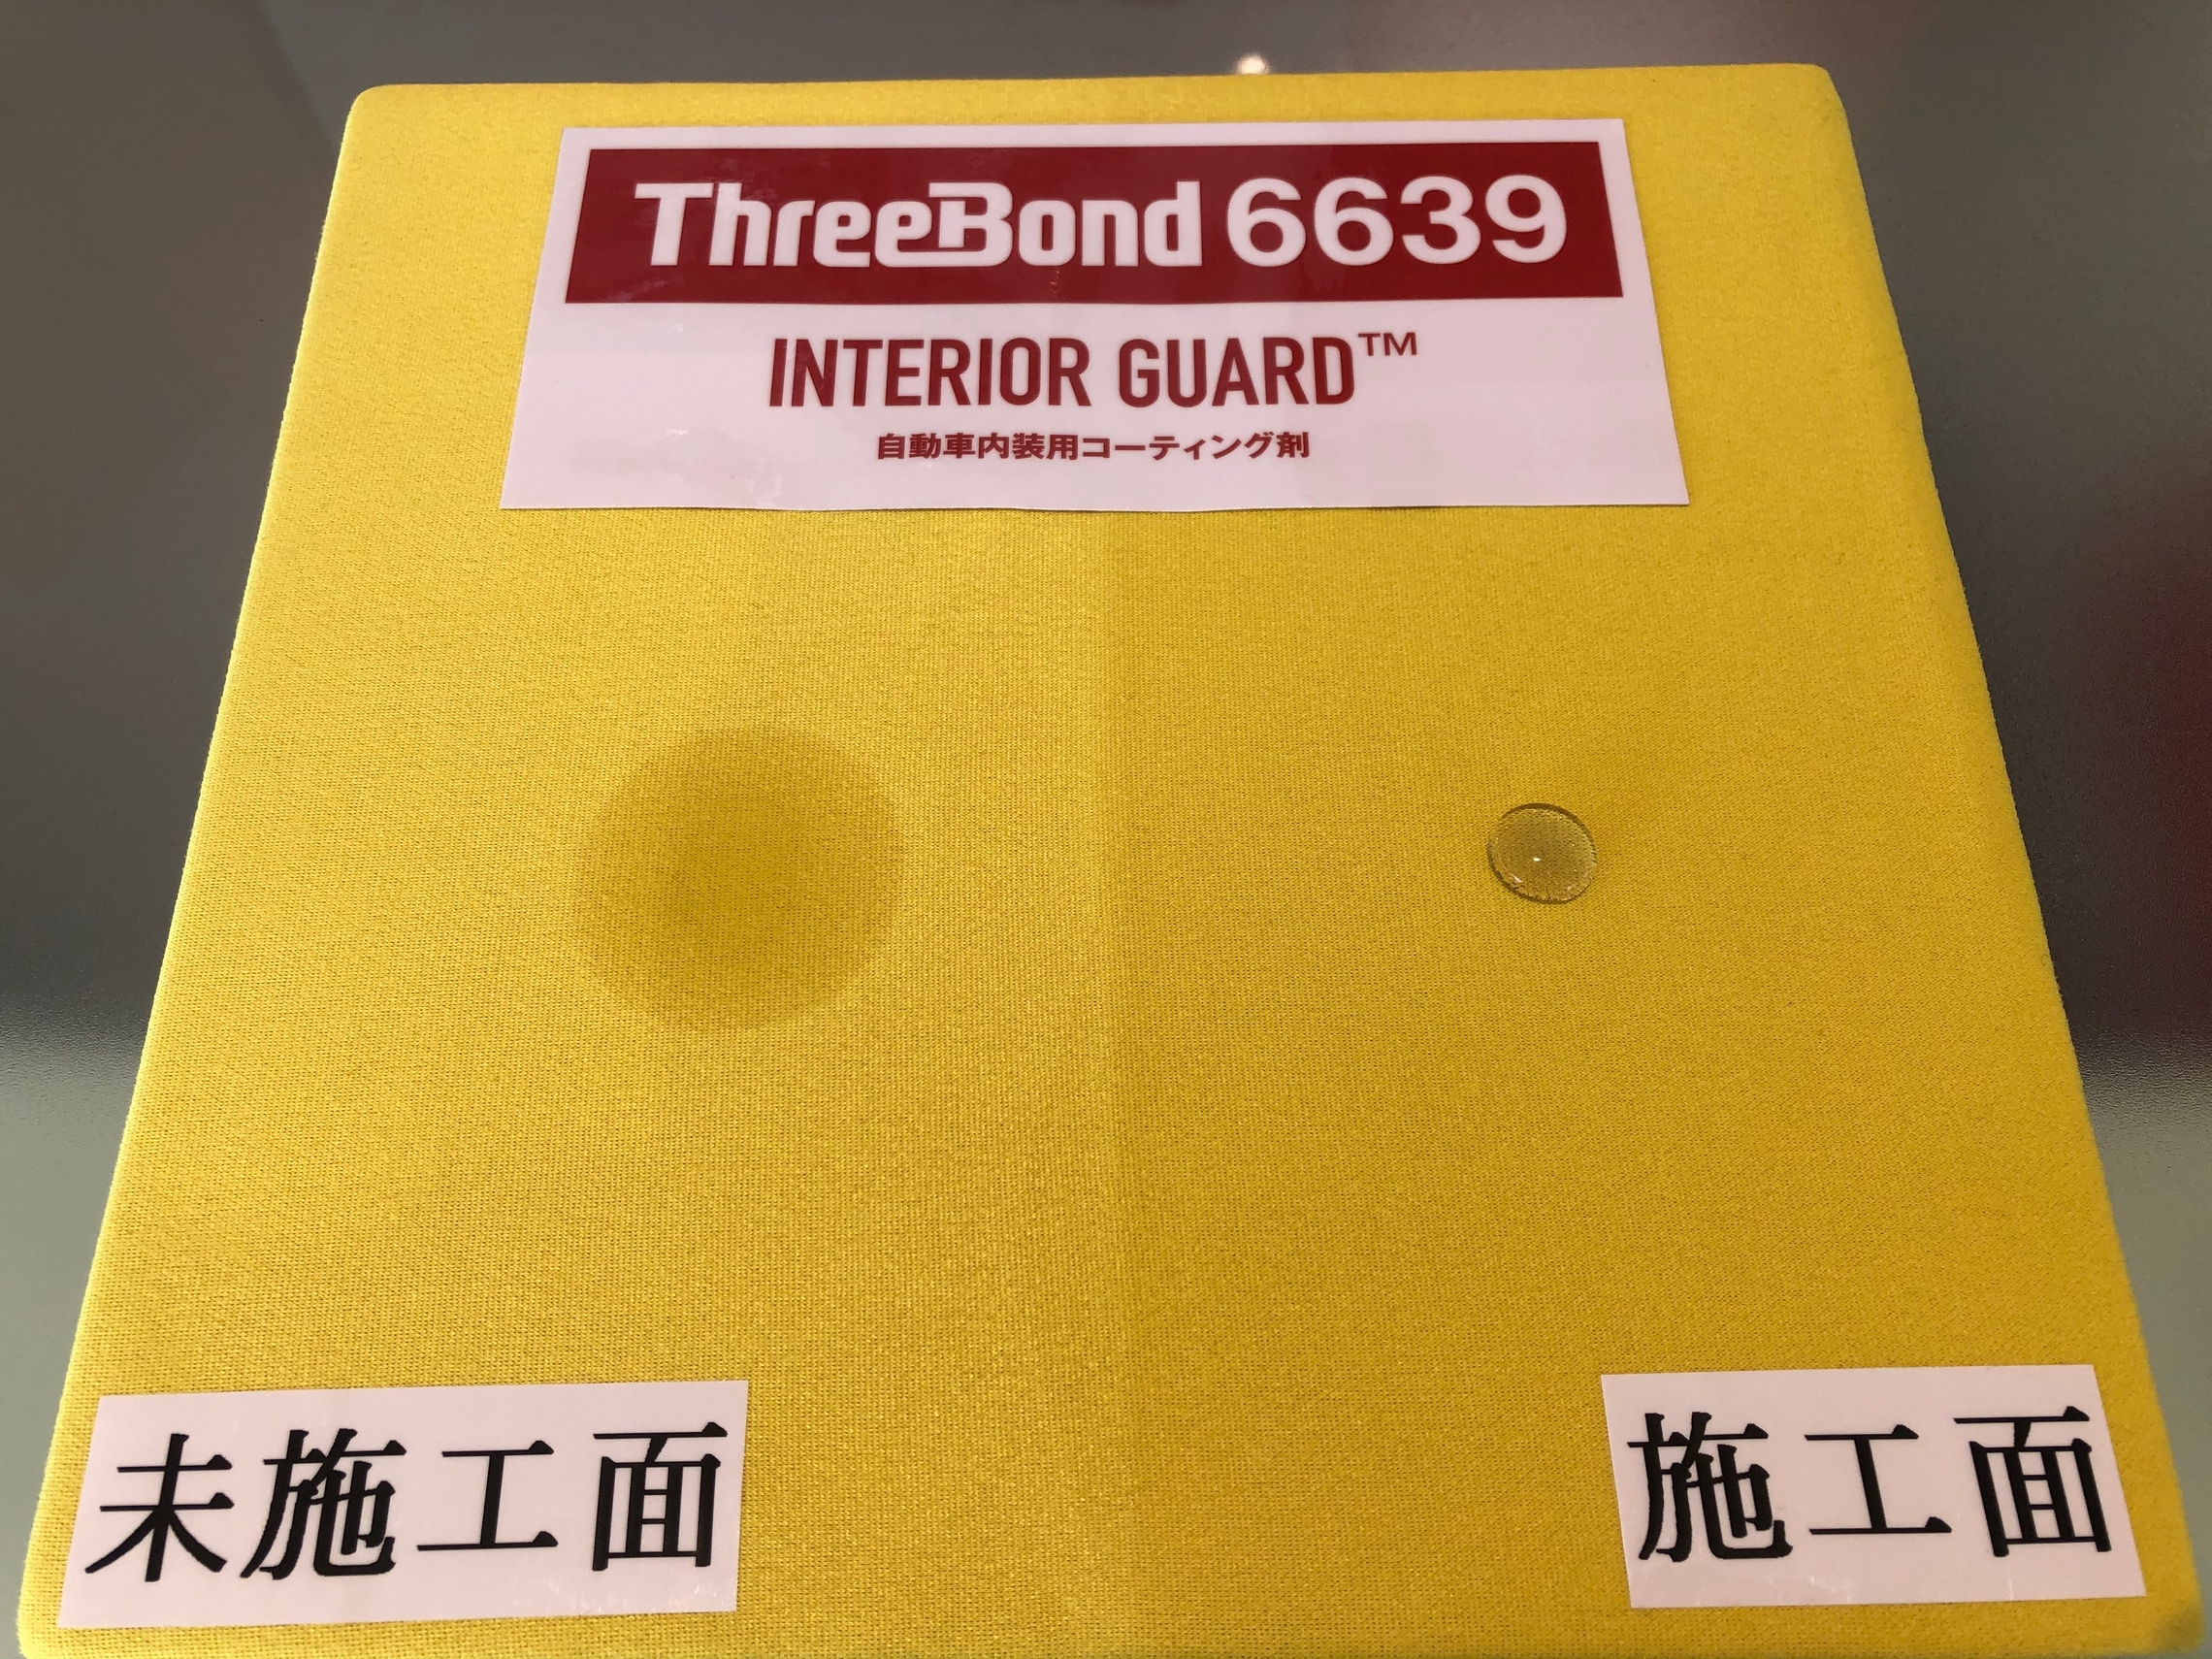 ThreeBond 6639
INTERIOR GUARD™
自動車内装用コーティング剤
未施工面
施工面